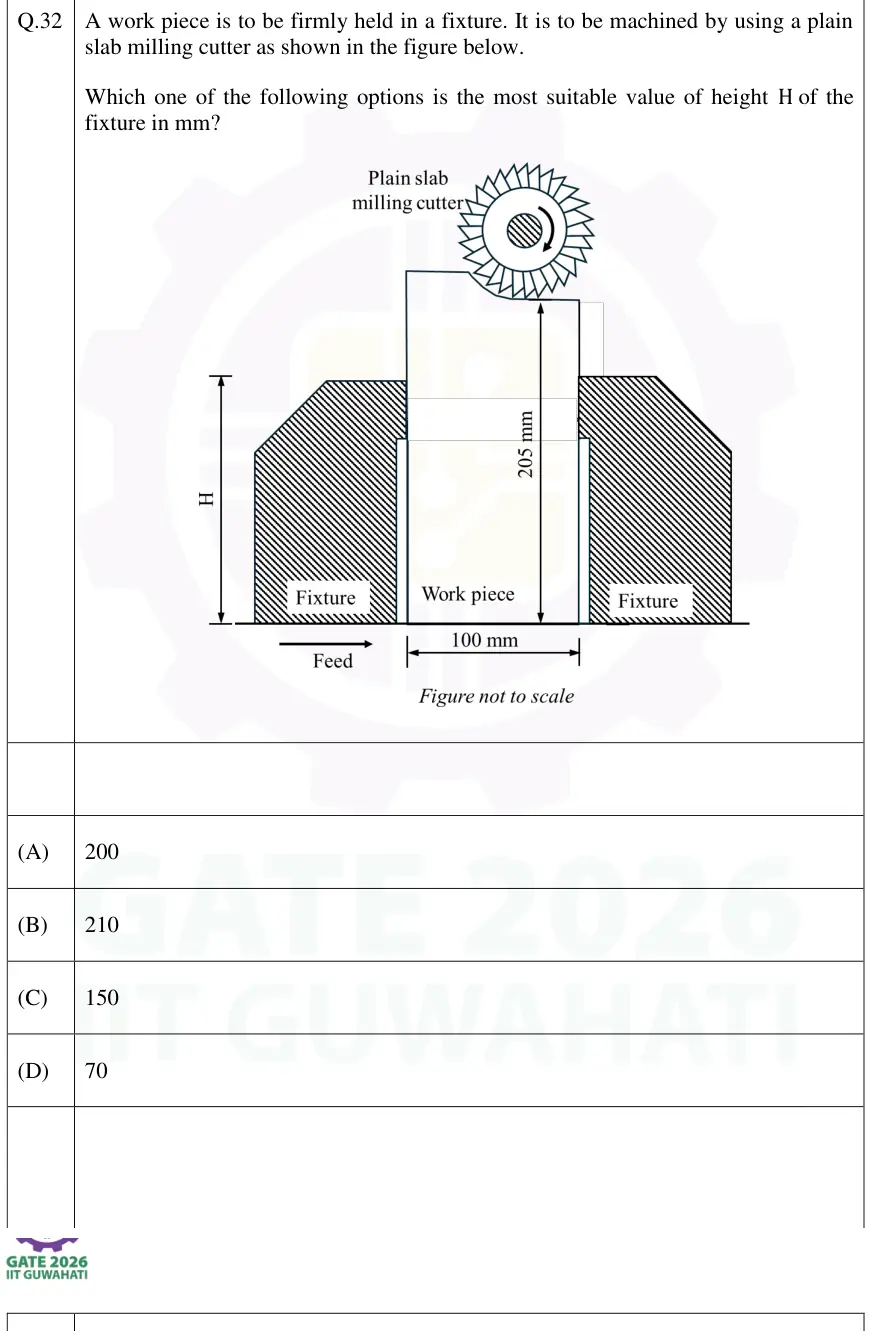 Q.32 A work piece is to be firmly held in a fixture. It is to be machined by using a plain
slab milling cutter as shown in the figure below.
Which one of the following options is the most suitable value of height H of the
fixture in mm?
Plain slab
milling cutter
H
205 mm
Fixture
Work piece
Fixture
100 mm
Feed
Figure not to scale
(A) 200
(B) 210
(C) 150
(D) 70
GATE 2026
IIT GUWAHATI
GATE 2026
IIT GUWAHATI